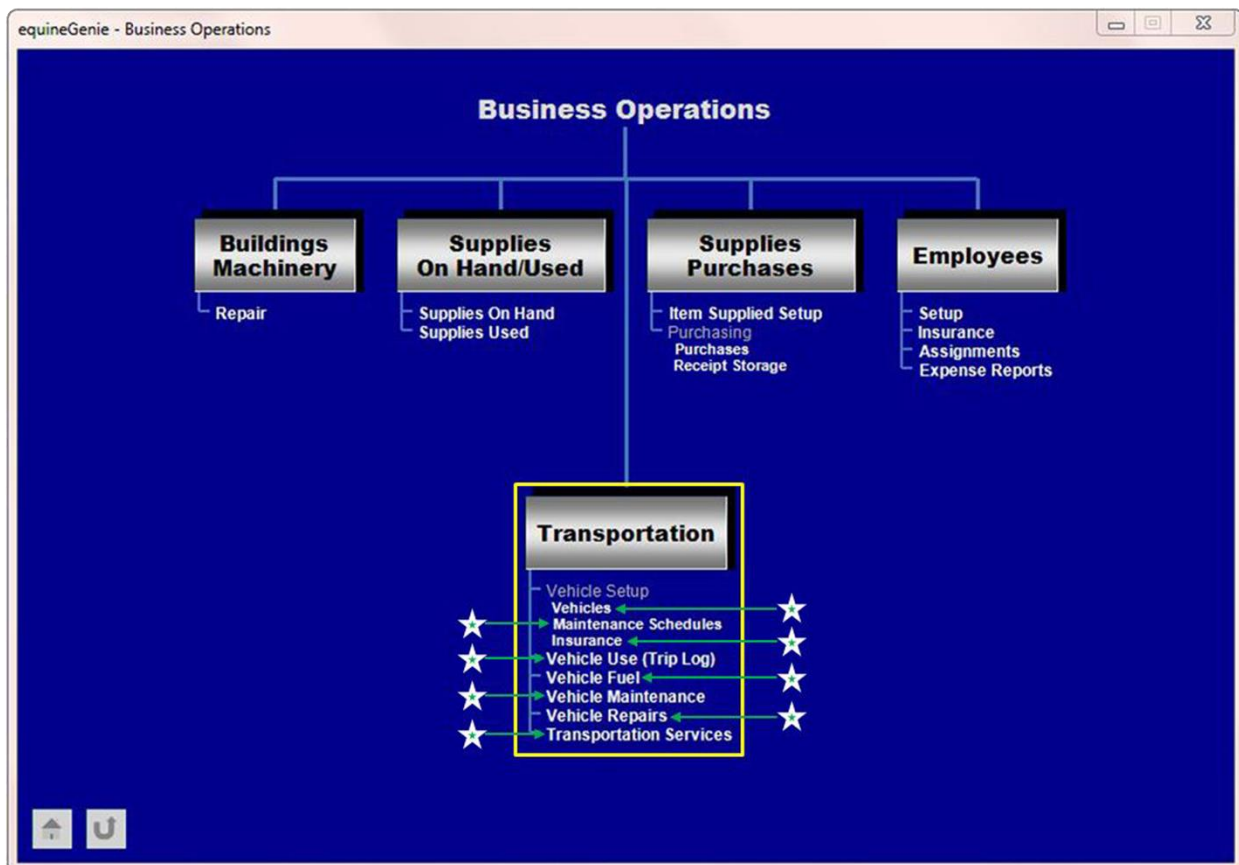 equineGenie - Business Operations
Business Operations
Buildings
Machinery
Repair
Supplies
On Hand/Used
Supplies On Hand
Supplies Used
Supplies
Purchases
Item Supplied Setup
Purchasing
Purchases
Receipt Storage
Employees
Setup
Insurance
Assignments
Expense Reports
Transportation
Vehicle Setup
Vehicles
Maintenance Schedules
Insurance
Vehicle Use (Trip Log)
Vehicle Fuel
Vehicle Maintenance
Vehicle Repairs
Transportation Services